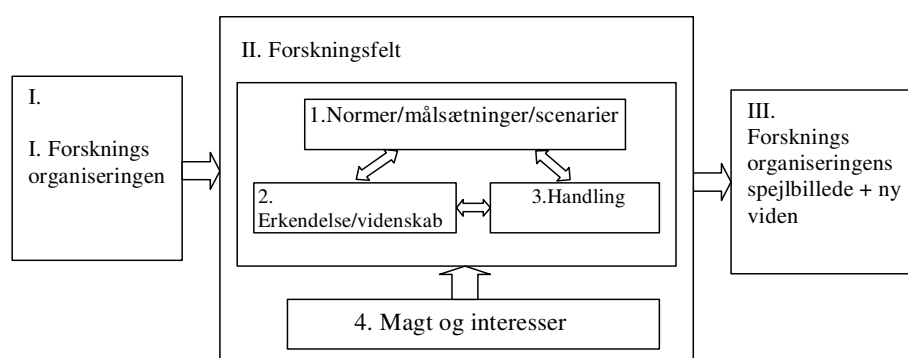 I.
I. Forsknings
organiseringen
II. Forskningsfelt
1.Normer/målsætninger/scenarier
2.
Erkendelse/videnskab
3.Handling
4. Magt og interesser
III.
Forsknings
organiseringens
spejlbillede + ny
viden